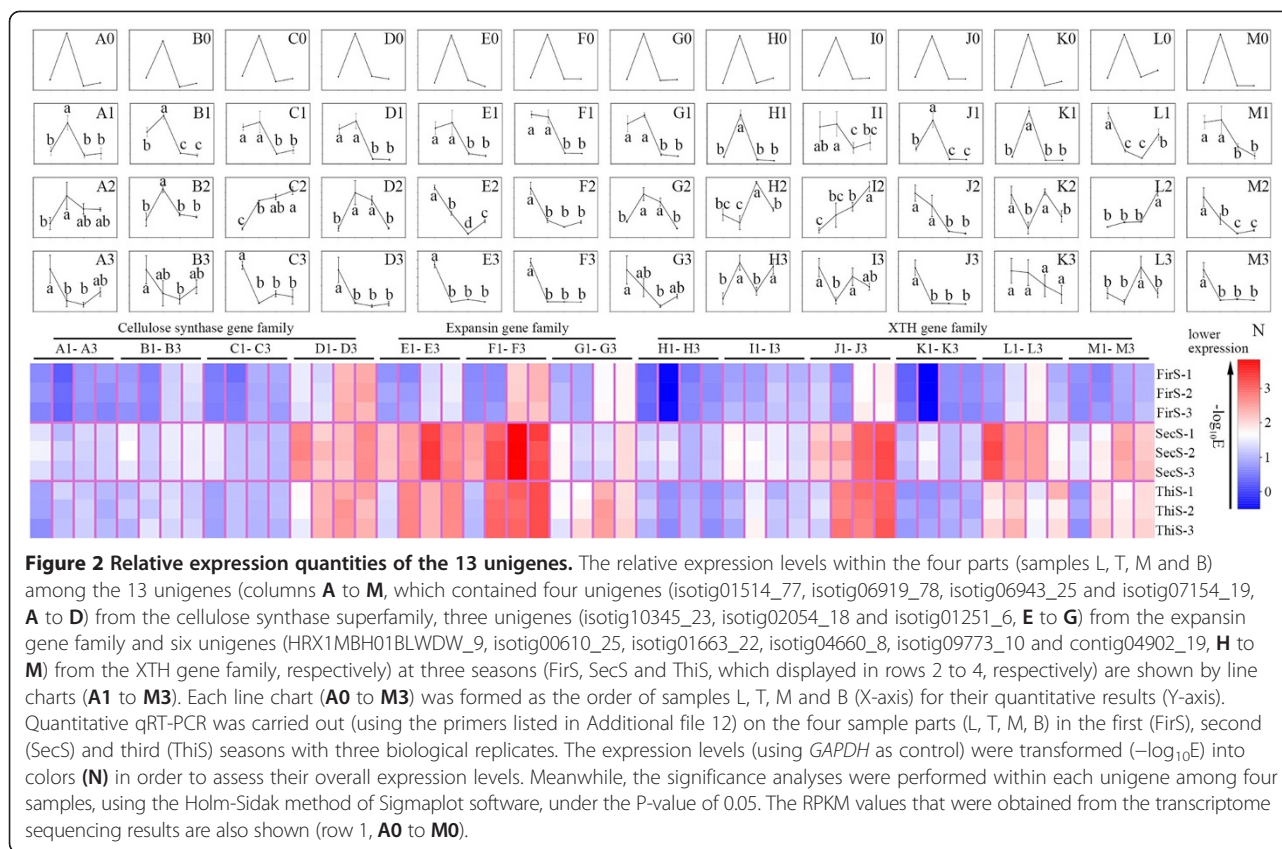 A0 B0 C0 D0 E0 F0 G0 H0 I0 J0 K0 L0 M0
A1 B1 C1 D1 E1 F1 G1 H1 I1 J1 K1 L1 M1
b a b b
b a c c
a a b b
a a b b
a a b b
a a b b
a a b b
b a b b
ab a c bc
b a c c
b a b b
a c c b
a a b b
A2 B2 C2 D2 E2 F2 G2 H2 I2 J2 K2 L2 M2
b a ab ab
b a b b
c b ab a
b a a b
a b d c
a b b b
b a a b
bc c a b
c b b a
a a b b
a b a b
b b b a
a b c c
A3 B3 C3 D3 E3 F3 G3 H3 I3 J3 K3 L3 M3
a b b ab
a ab b ab
a b b b
a b b b
a b b b
a b b b
a ab b b
b a b a
a b a a
a b b b
a a a a
b b a b
a b b b
Cellulose synthase gene family Expansin gene family XTH gene family lower expression N
A1- A3 B1- B3 C1- C3 D1- D3 E1- E3 F1- F3 G1- G3 H1- H3 I1- I3 J1- J3 K1- K3 L1- L3 M1- M3
FirS-1
FirS-2
FirS-3
SecS-1
SecS-2
SecS-3
ThiS-1
ThiS-2
ThiS-3
-log₁₀E
3
2
1
0
Figure 2 Relative expression quantities of the 13 unigenes. The relative expression levels within the four parts (samples L, T, M and B)
among the 13 unigenes (columns A to M, which contained four unigenes (isotig01514_77, isotig06919_78, isotig06943_25 and isotig07154_19,
A to D) from the cellulose synthase superfamily, three unigenes (isotig10345_23, isotig02054_18 and isotig01251_6, E to G) from the expansin
gene family and six unigenes (HRX1MBH01BLWDW_9, isotig00610_25, isotig01663_22, isotig04660_8, isotig09773_10 and contig04902_19, H to
M) from the XTH gene family, respectively) at three seasons (FirS, SecS and ThiS, which displayed in rows 2 to 4, respectively) are shown by line
charts (A1 to M3). Each line chart (A0 to M3) was formed as the order of samples L, T, M and B (X-axis) for their quantitative results (Y-axis).
Quantitative qRT-PCR was carried out (using the primers listed in Additional file 12) on the four sample parts (L, T, M, B) in the first (FirS), second
(SecS) and third (ThiS) seasons with three biological replicates. The expression levels (using GAPDH as control) were transformed (−log₁₀E) into
colors (N) in order to assess their overall expression levels. Meanwhile, the significance analyses were performed within each unigene among four
samples, using the Holm-Sidak method of Sigmaplot software, under the P-value of 0.05. The RPKM values that were obtained from the transcriptome
sequencing results are also shown (row 1, A0 to M0).